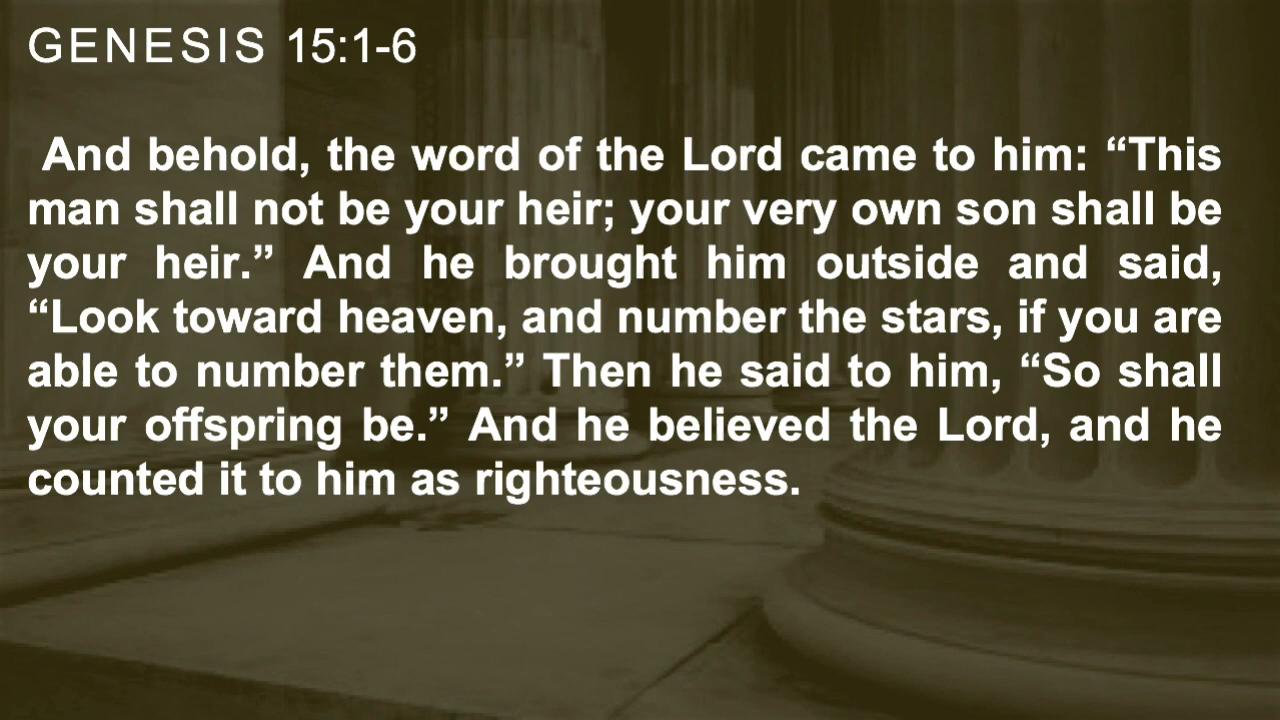 GENESIS 15:1-6
And behold, the word of the Lord came to him: “This
man shall not be your heir; your very own son shall be
your heir.” And he brought him outside and said,
“Look toward heaven, and number the stars, if you are
able to number them.” Then he said to him, “So shall
your offspring be.” And he believed the Lord, and he
counted it to him as righteousness.